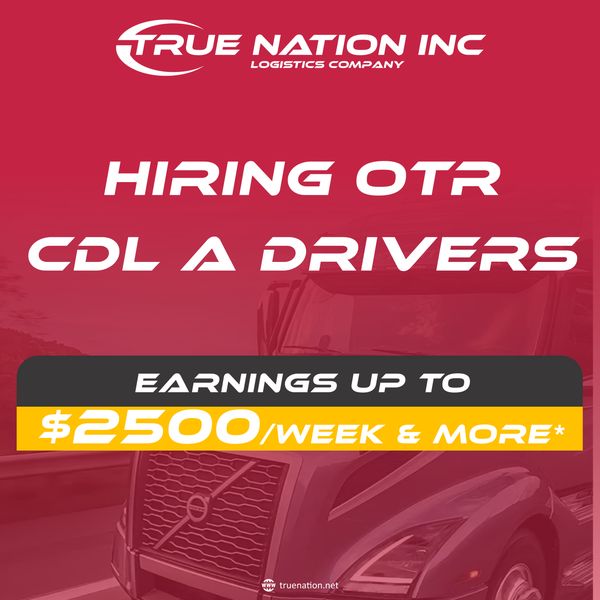 TRUE NATION INC
LOGISTICS COMPANY
HIRING OTR
CDL A DRIVERS
EARNINGS UP TO
$2500/WEEK & MORE*
www truenation.net